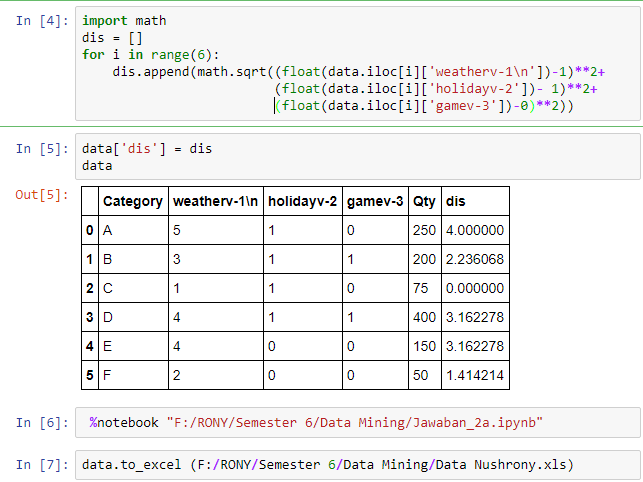 In [4]: import math
dis = []
for i in range(6):
dis.append(math.sqrt((float(data.iloc[i]['weatherv-1\n'])-1)**2+
(float(data.iloc[i]['holidayv-2'])- 1)**2+
(float(data.iloc[i]['gamev-3'])-0)**2))
In [5]: data['dis'] = dis
data
Out[5]:
Category weatherv-1\n holidayv-2 gamev-3 Qty dis
0 A 5 1 0 250 4.000000
1 B 3 1 1 200 2.236068
2 C 1 1 0 75 0.000000
3 D 4 1 1 400 3.162278
4 E 4 0 0 150 3.162278
5 F 2 0 0 50 1.414214
In [6]: %notebook "F:/RONY/Semester 6/Data Mining/Jawaban_2a.ipynb"
In [7]: data.to_excel (F:/RONY/Semester 6/Data Mining/Data Nushrony.xls)